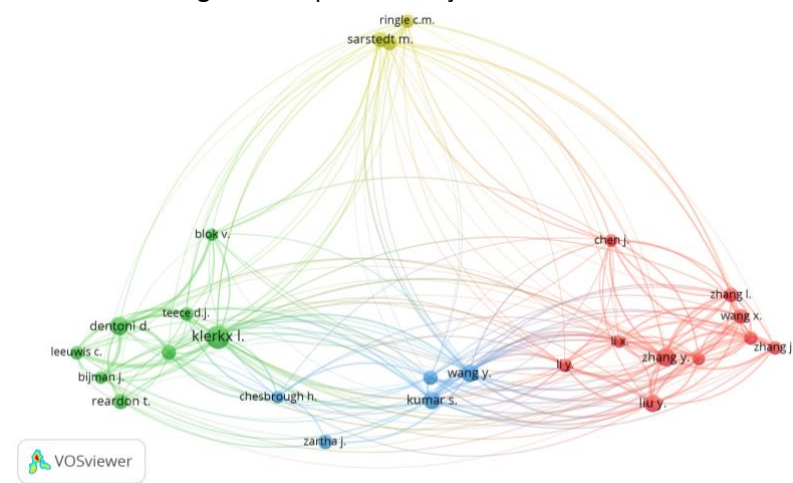 ringle c.m.
sarstedt m.
blok v.
chen j.
zhang l.
teece d.j.
wang x.
dentoni d.
klerkx l.
li x.
zhang j
leeuwis c.
zhang y.
li y.
wang y.
bijman j.
chesbrough h.
reardon t.
kumar s.
liu y.
zartha j.
VOSviewer